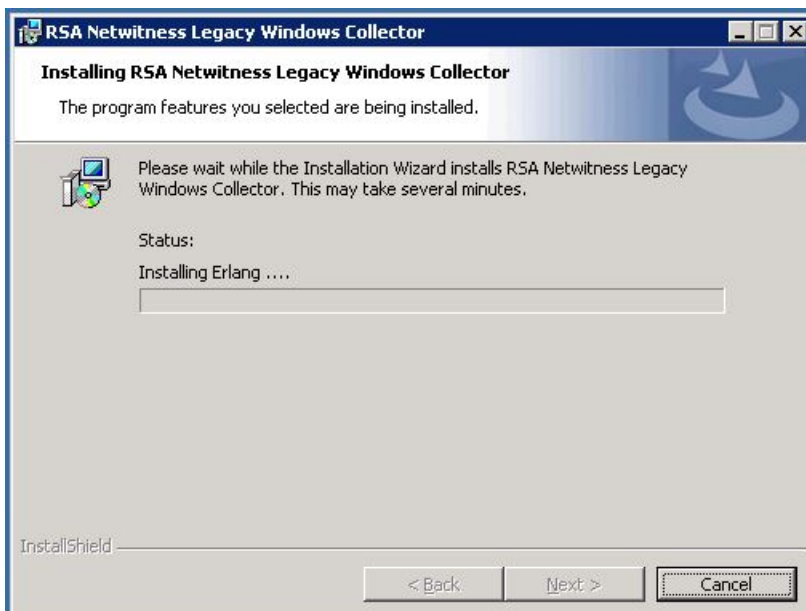 RSA Netwitness Legacy Windows Collector
Installing RSA Netwitness Legacy Windows Collector
The program features you selected are being installed.
Please wait while the Installation Wizard installs RSA Netwitness Legacy
Windows Collector. This may take several minutes.
Status:
Installing Erlang ....
InstallShield
< Back Next > Cancel